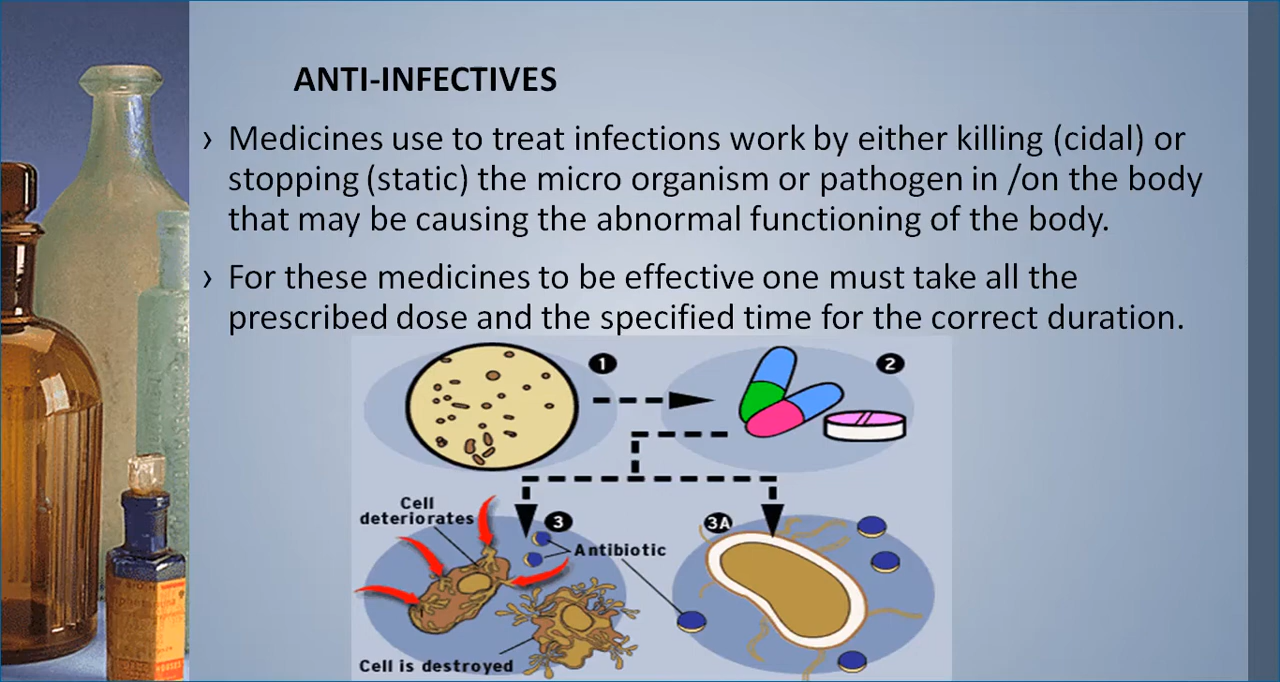 ANTI-INFECTIVES
› Medicines use to treat infections work by either killing (cidal) or
stopping (static) the micro organism or pathogen in /on the body
that may be causing the abnormal functioning of the body.
› For these medicines to be effective one must take all the
prescribed dose and the specified time for the correct duration.
1
2
Cell
deteriorates
3
3A
Antibiotic
Cell is destroyed